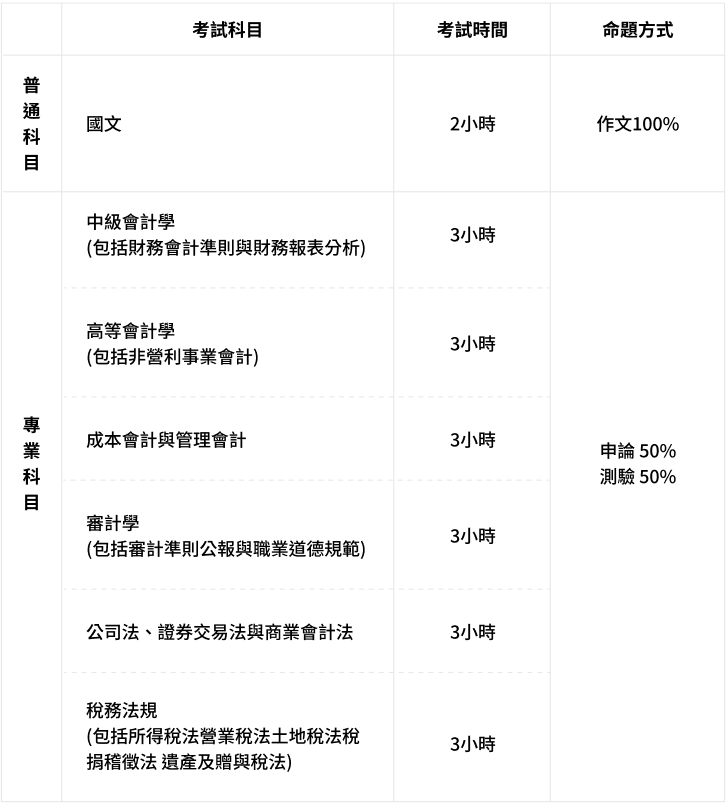 考試科目 考試時間 命題方式
普通科目
國文 2小時 作文100%
專業科目
中級會計學
(包括財務會計準則與財務報表分析)
3小時
高等會計學
(包括非營利事業會計)
3小時
成本會計與管理會計 3小時
申論 50%
測驗 50%
審計學
(包括審計準則公報與職業道德規範)
3小時
公司法、證券交易法與商業會計法 3小時
稅務法規
(包括所得稅法營業稅法土地稅法稅
捐稽徵法 遺產及贈與稅法)
3小時